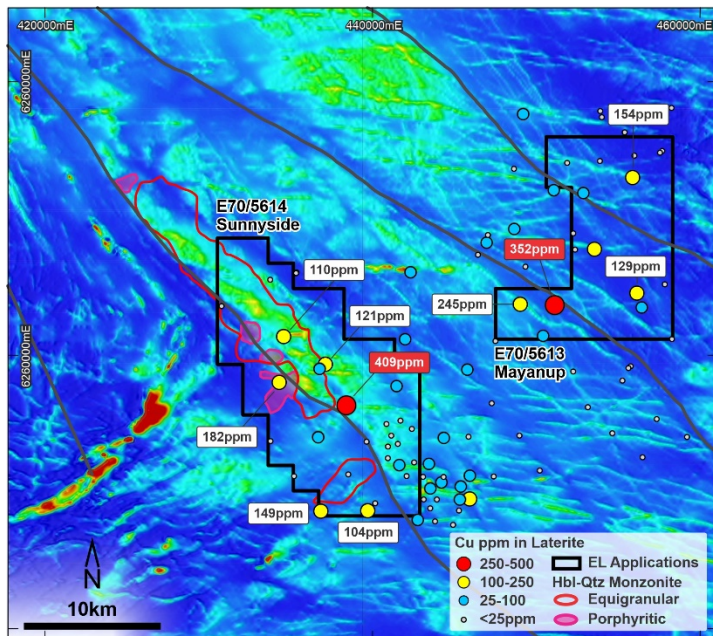 420000mE
440000mE
460000mE
6260000mN
154ppm
E70/5614
Sunnyside
110ppm
352ppm
129ppm
245ppm
121ppm
E70/5613
Mayanup
409ppm
6260000mE
182ppm
149ppm
104ppm
N
10km
Cu ppm in Laterite
250-500
100-250
25-100
<25ppm
EL Applications
Hbl-Qtz Monzonite
Equigranular
Porphyritic